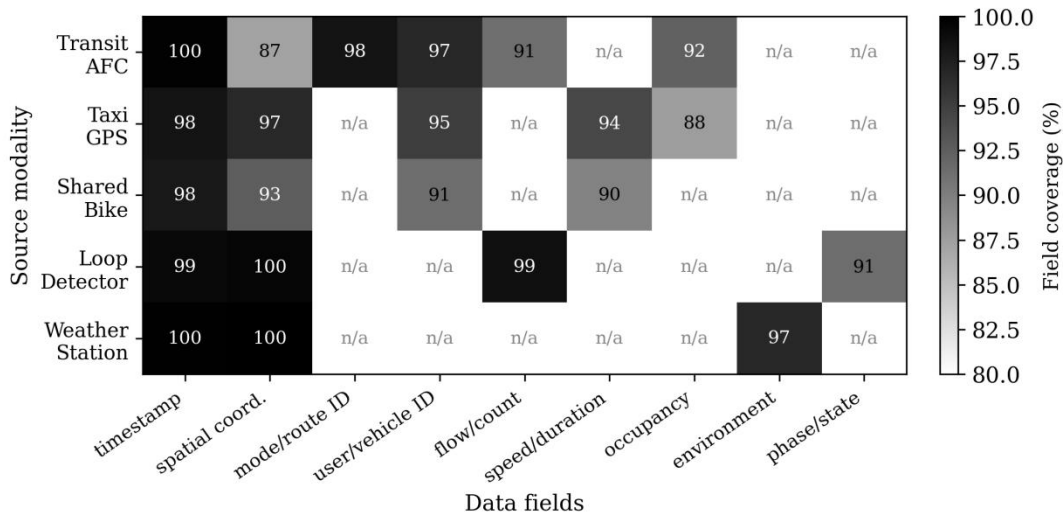 Source modality
Transit
AFC
100 87 98 97 91 n/a 92 n/a n/a
Taxi
GPS
98 97 n/a 95 n/a 94 88 n/a n/a
Shared
Bike
98 93 n/a 91 n/a 90 n/a n/a n/a
Loop
Detector
99 100 n/a n/a 99 n/a n/a n/a 91
Weather
Station
100 100 n/a n/a n/a n/a n/a 97 n/a
timestamp
spatial coord.
mode/route ID
user/vehicle ID
flow/count
speed/duration
occupancy
environment
phase/state
Data fields
100.0
97.5
95.0
92.5
90.0
87.5
85.0
82.5
80.0
Field coverage (%)